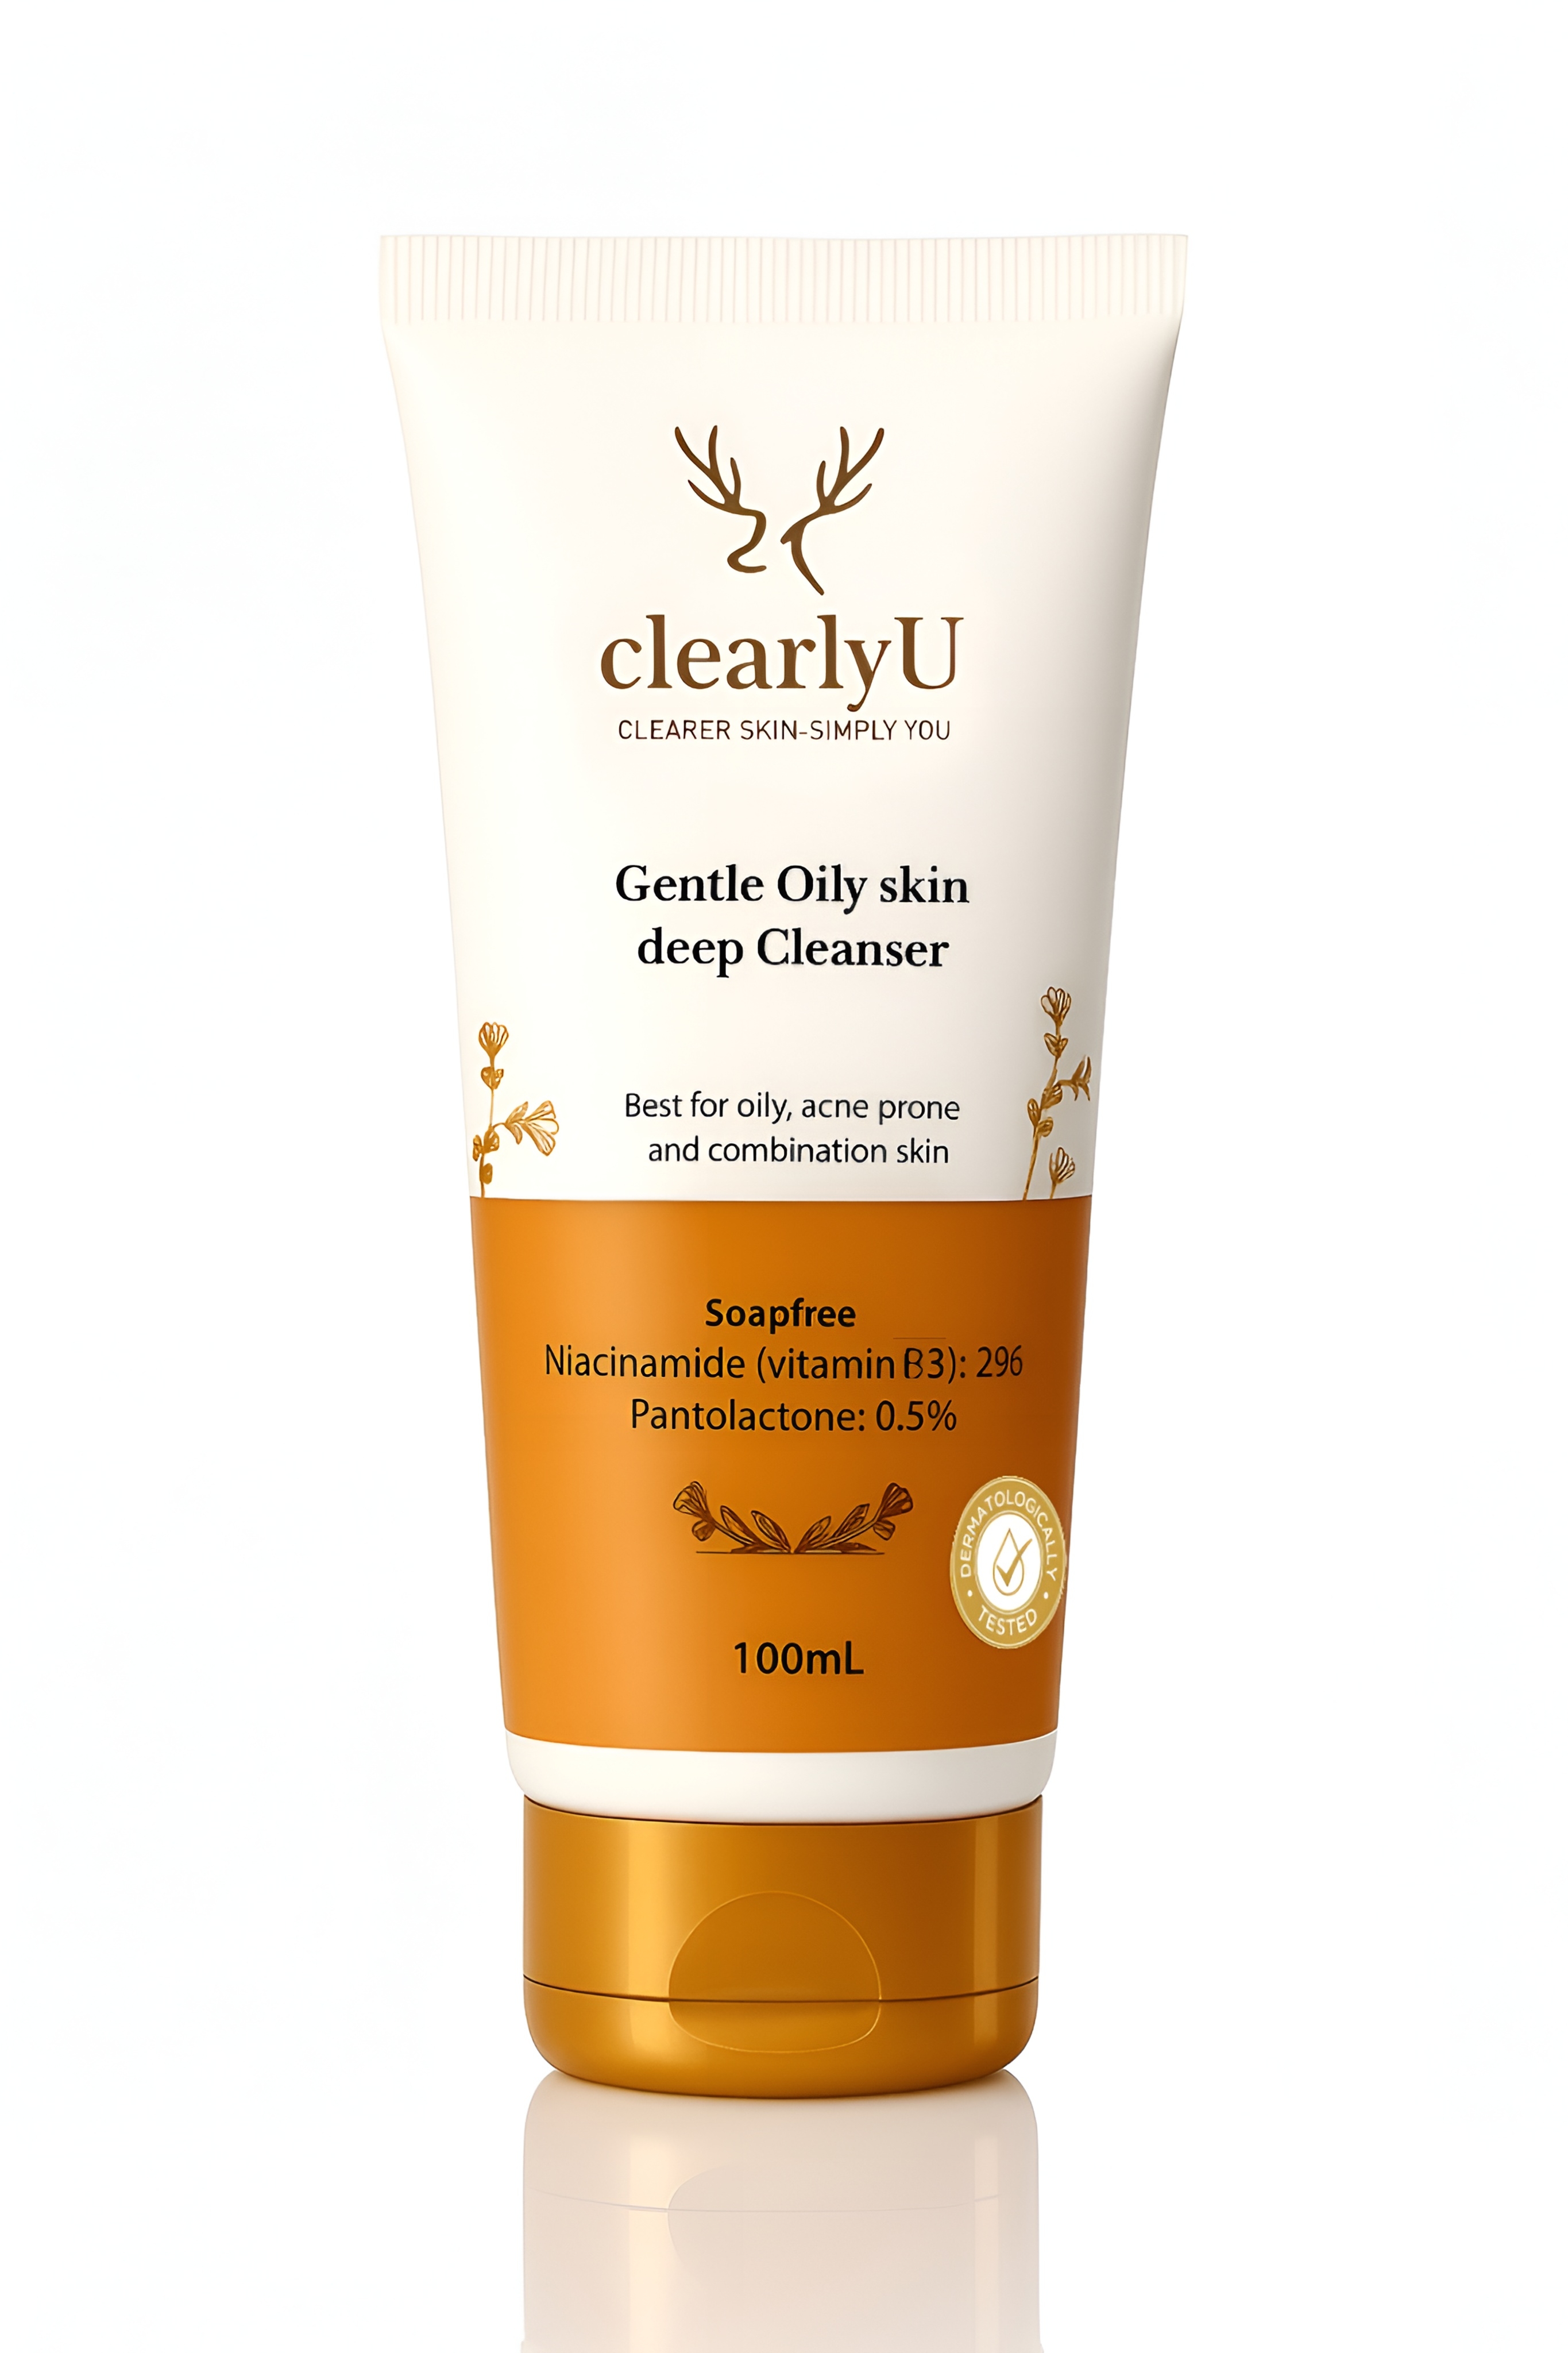 clearlyU
CLEARER SKIN-SIMPLY YOU
Gentle Oily skin
deep Cleanser
Best for oily, acne prone
and combination skin
Soapfree
Niacinamide (vitamin B3): 296
Pantolactone: 0.5%
DERMATOLOGICALLY
TESTED
100mL